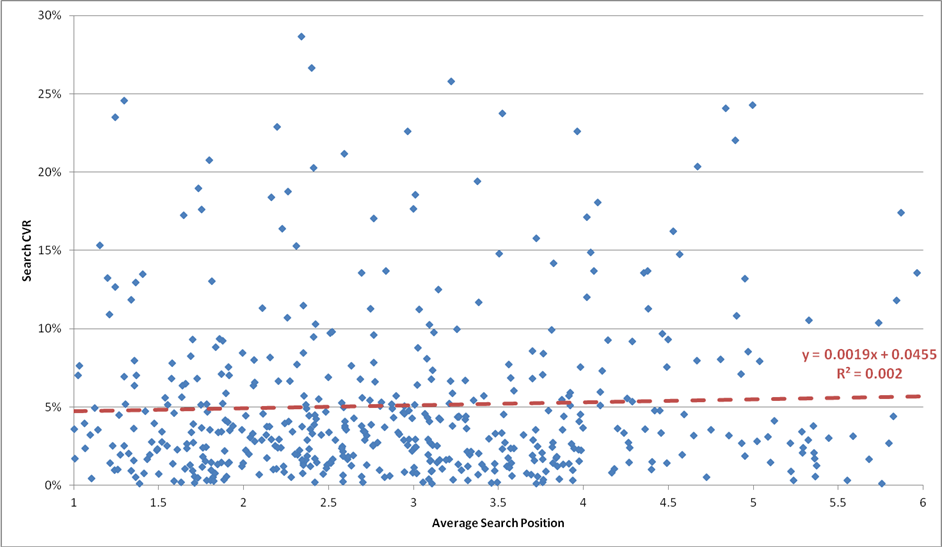 30%
25%
20%
15%
10%
5%
0%
Search CVR
y = 0.0019x + 0.0455
R² = 0.002
1 1.5 2 2.5 3 3.5 4 4.5 5 5.5 6
Average Search Position